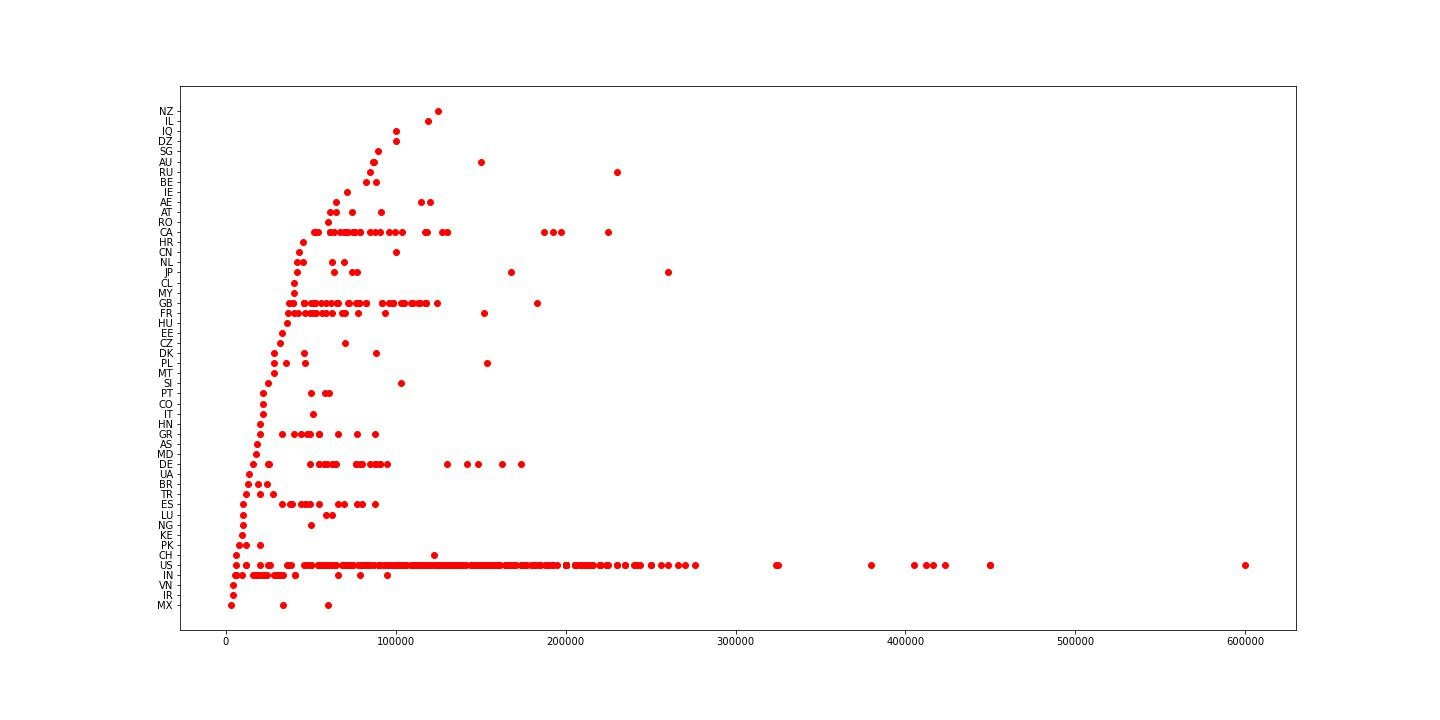 NZ
IL
IQ
DZ
SG
AU
RU
BE
IE
AE
AT
RO
CA
HR
CN
NL
JP
CL
MY
GB
FR
HU
EE
CZ
DK
PL
MT
SI
PT
CO
IT
HN
GR
AS
MD
DE
UA
BR
TR
ES
LU
NG
KE
PK
CH
US
IN
VN
IR
MX
0 100000 200000 300000 400000 500000 600000